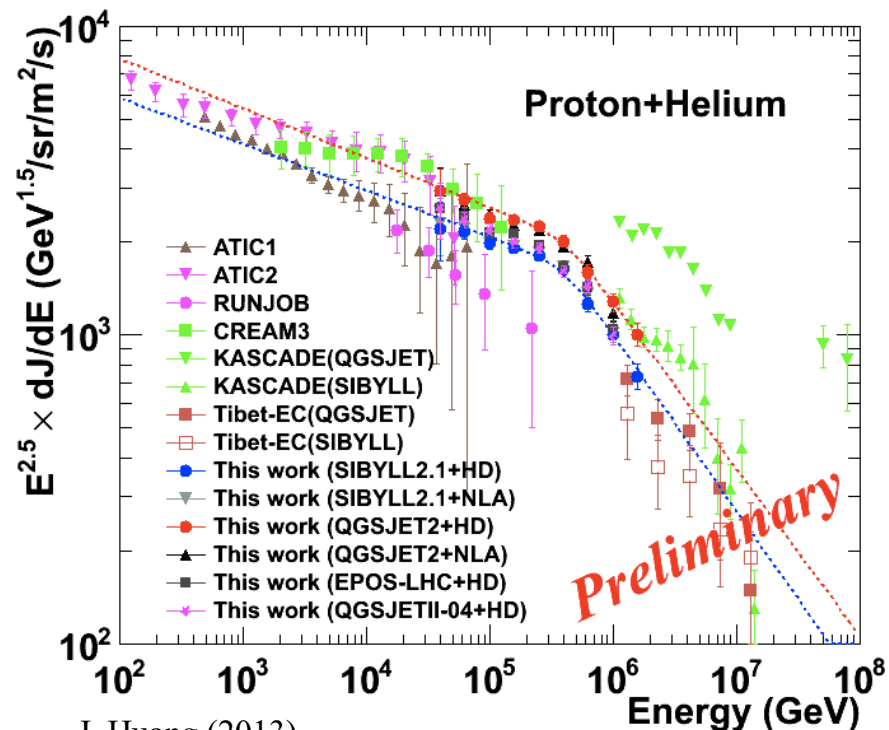 10⁴
Proton+Helium
E²·⁵ × dJ/dE (GeV¹·⁵/sr/m²/s)
ATIC1
ATIC2
RUNJOB
CREAM3
KASCADE(QGSJET)
KASCADE(SIBYLL)
Tibet-EC(QGSJET)
Tibet-EC(SIBYLL)
This work (SIBYLL2.1+HD)
This work (SIBYLL2.1+NLA)
This work (QGSJET2+HD)
This work (QGSJET2+NLA)
This work (EPOS-LHC+HD)
This work (QGSJETII-04+HD)
10³
Preliminary
10²
10² 10³ 10⁴ 10⁵ 10⁶ 10⁷ 10⁸
Energy (GeV)
(2013)